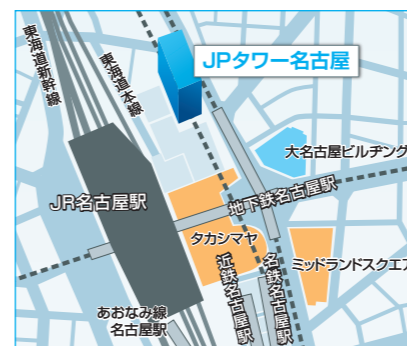 東海道新幹線
東海道本線
JPタワー名古屋
大名古屋ビルヂング
JR名古屋駅
地下鉄名古屋駅
タカシマヤ
ミッドランドスクエア
近鉄名古屋駅
名鉄名古屋駅
あおなみ線
名古屋駅